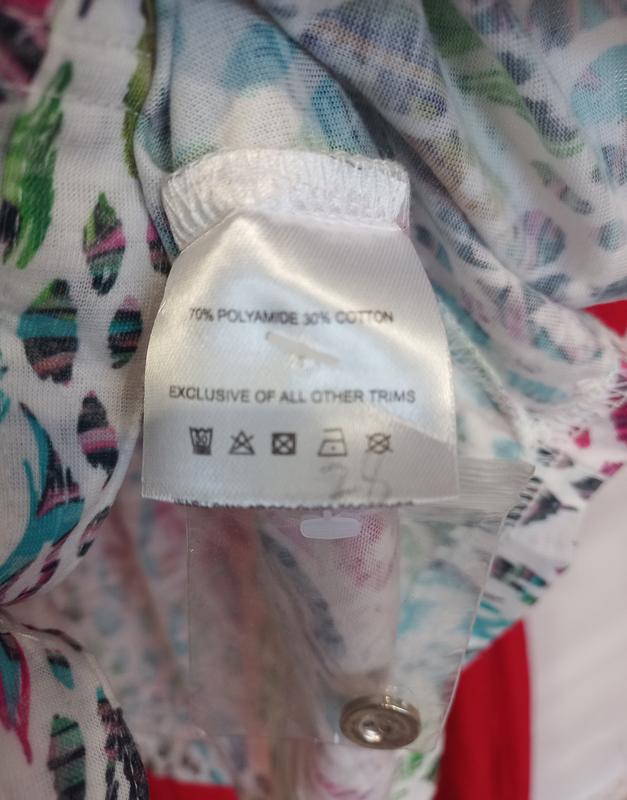 70% POLYAMIDE 30% COTTON
EXCLUSIVE OF ALL OTHER TRIMS